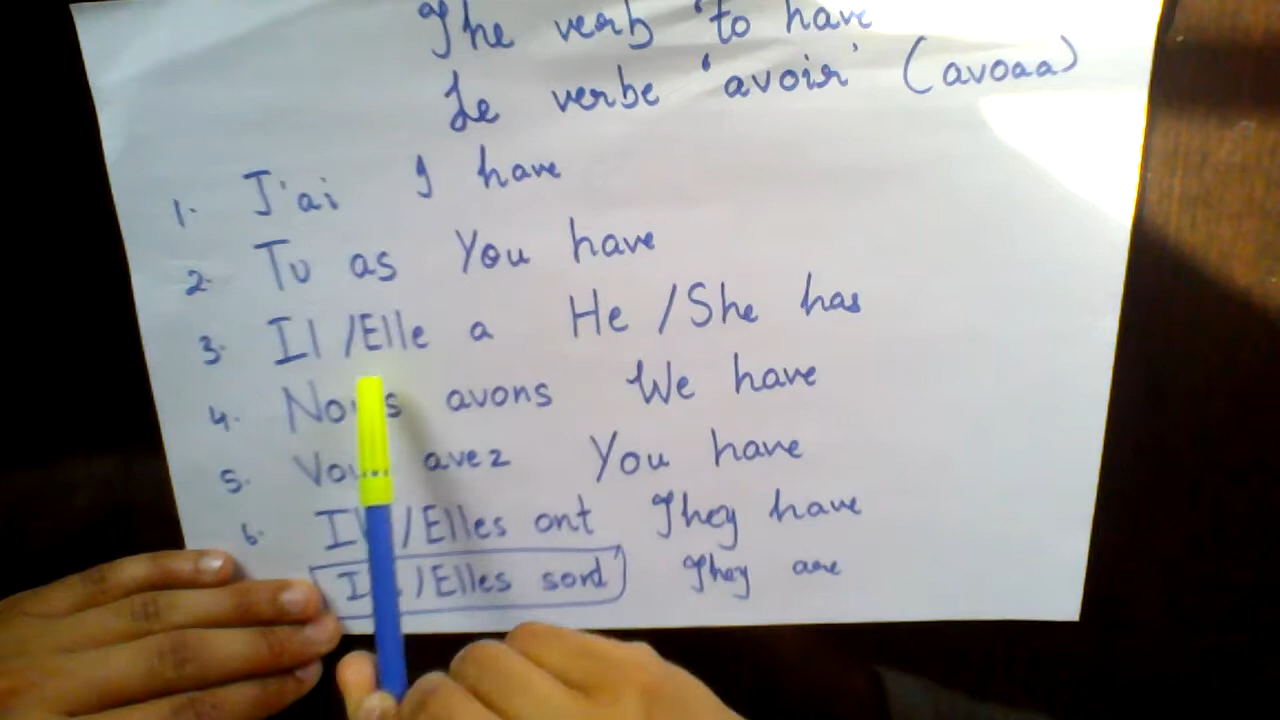 The verb 'to have
Le verbe 'avoir' (avoaa)
1. J'ai I have
2. Tu as You have
3. Il /Elle a He /She has
4. Nous avons We have
5. avez You have
6. /Elles ont They have
/Elles sont They are